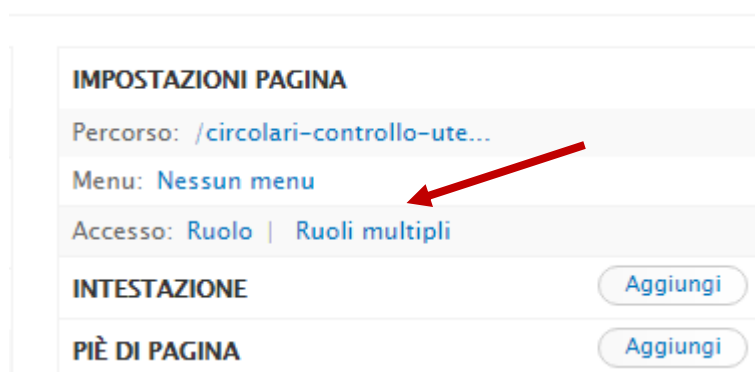 IMPOSTAZIONI PAGINA
Percorso: /circolari-controllo-ute...
Menu: Nessun menu
Accesso: Ruolo | Ruoli multipli
INTESTAZIONE Aggiungi
PIÈ DI PAGINA Aggiungi